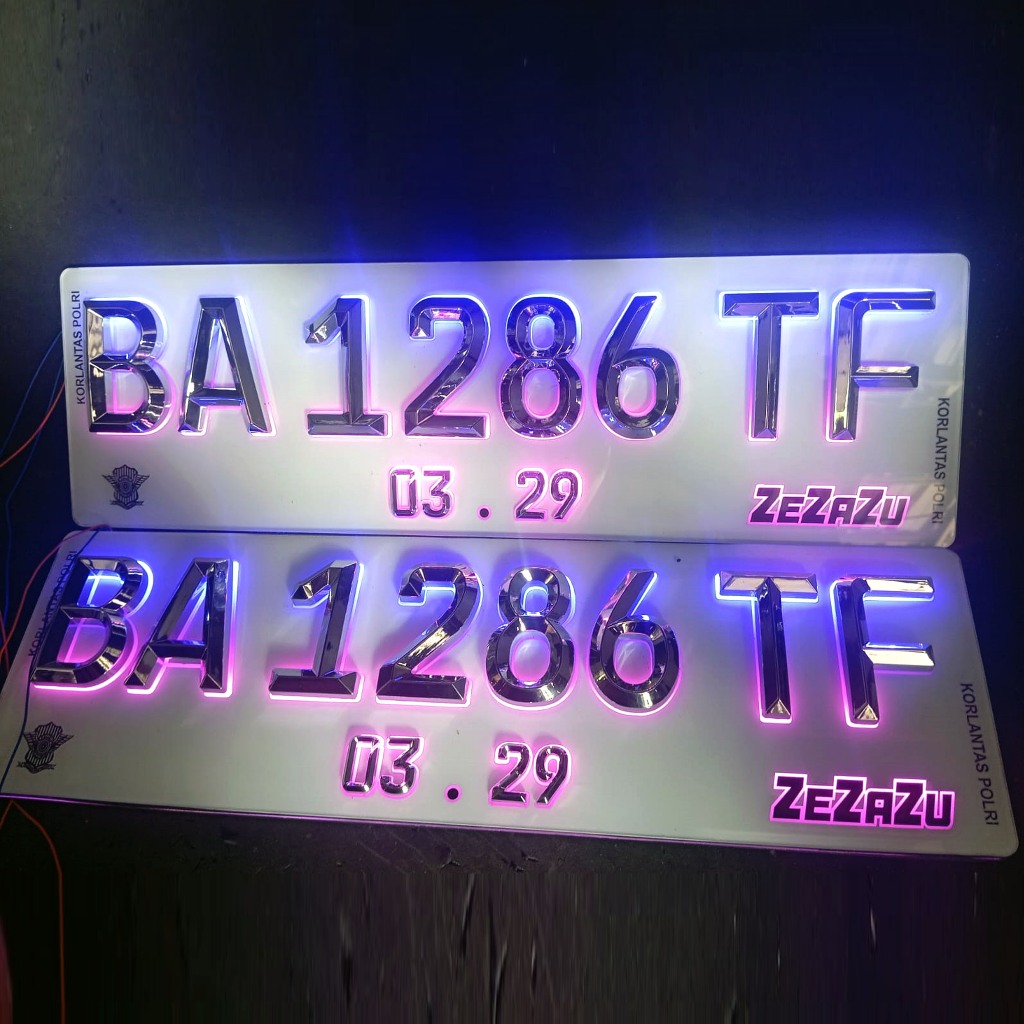 KORLANTAS POLRI
BA 1286 TF
03 . 29
ZEZAZU
KORLANTAS POLRI
KORLANTAS POLRI
BA 1286 TF
03 . 29
ZEZAZU
KORLANTAS POLRI